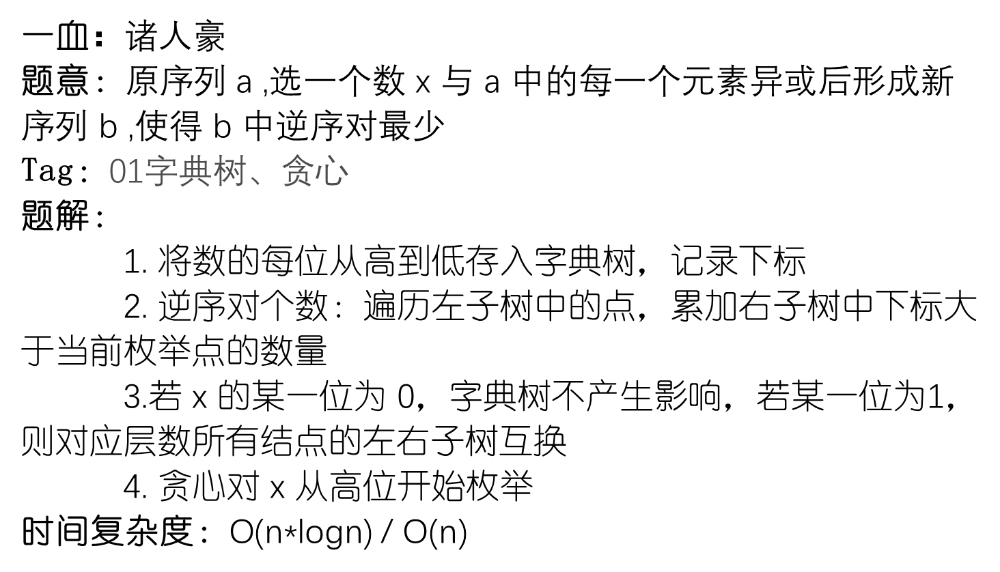 一血：诸人豪
题意：原序列 a ,选一个数 x 与 a 中的每一个元素异或后形成新
序列 b ,使得 b 中逆序对最少
Tag：01字典树、贪心
题解：
1. 将数的每位从高到低存入字典树，记录下标
2. 逆序对个数：遍历左子树中的点，累加右子树中下标大
于当前枚举点的数量
3.若 x 的某一位为 0，字典树不产生影响，若某一位为1，
则对应层数所有结点的左右子树互换
4. 贪心对 x 从高位开始枚举
时间复杂度：O(n*logn) / O(n)